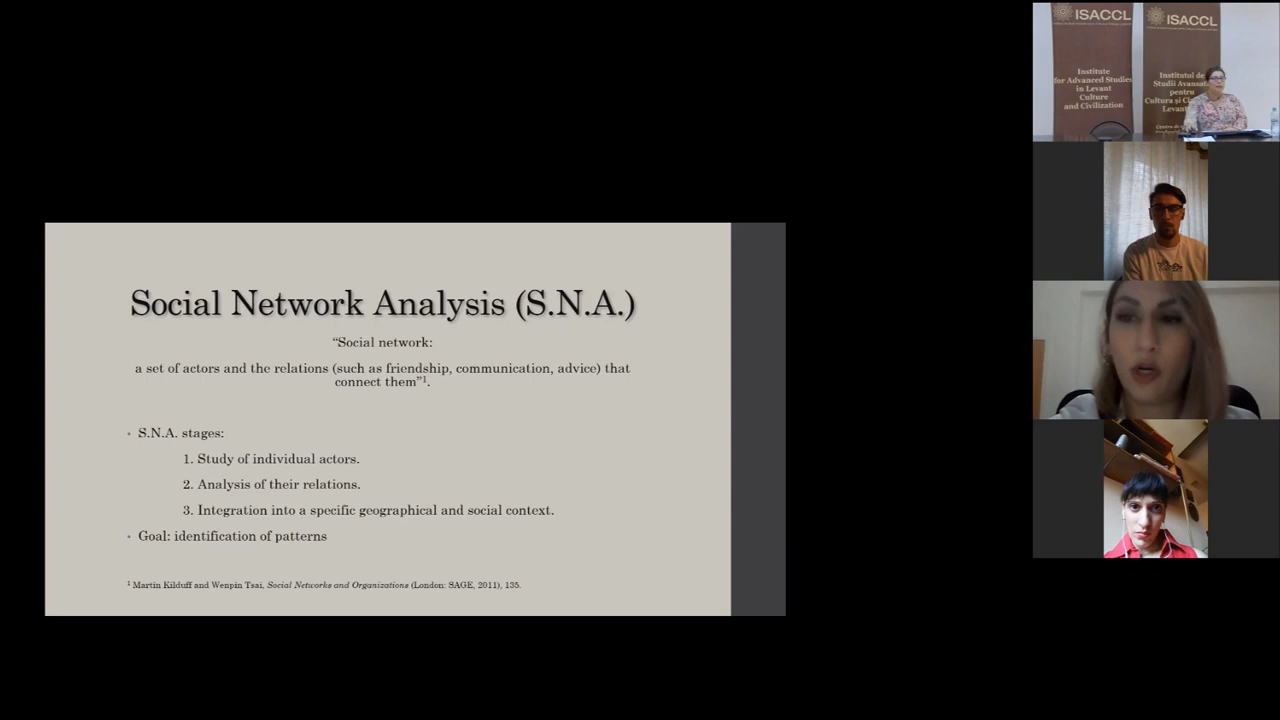 Social Network Analysis (S.N.A.)
“Social network:
a set of actors and the relations (such as friendship, communication, advice) that
connect them”¹.
• S.N.A. stages:
1. Study of individual actors.
2. Analysis of their relations.
3. Integration into a specific geographical and social context.
• Goal: identification of patterns
¹ Martin Kilduff and Wenpin Tsai, Social Networks and Organizations (London: SAGE, 2011), 135.
ISACCL
Institute
for Advanced Studies
in Levant
Culture
and Civilization
ISACCL
Institutul de
Studii Avansat
pentru
Cultura și Ci
Levant